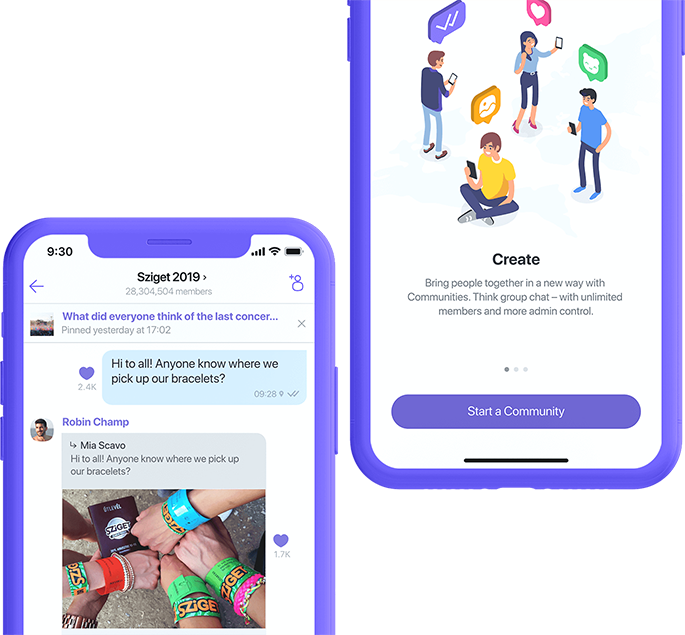 9:30
Sziget 2019 ›
28,304,504 members
What did everyone think of the last concer...
Pinned yesterday at 17:02
Hi to all! Anyone know where we
pick up our bracelets?
2.4K
09:28
Robin Champ
Mia Scavo
Hi to all! Anyone know where we pick up
our bracelets?
ÚTLEVÉL
SZIGET
SZIGET
1.7K
Create
Bring people together in a new way with
Communities. Think group chat – with unlimited
members and more admin control.
Start a Community